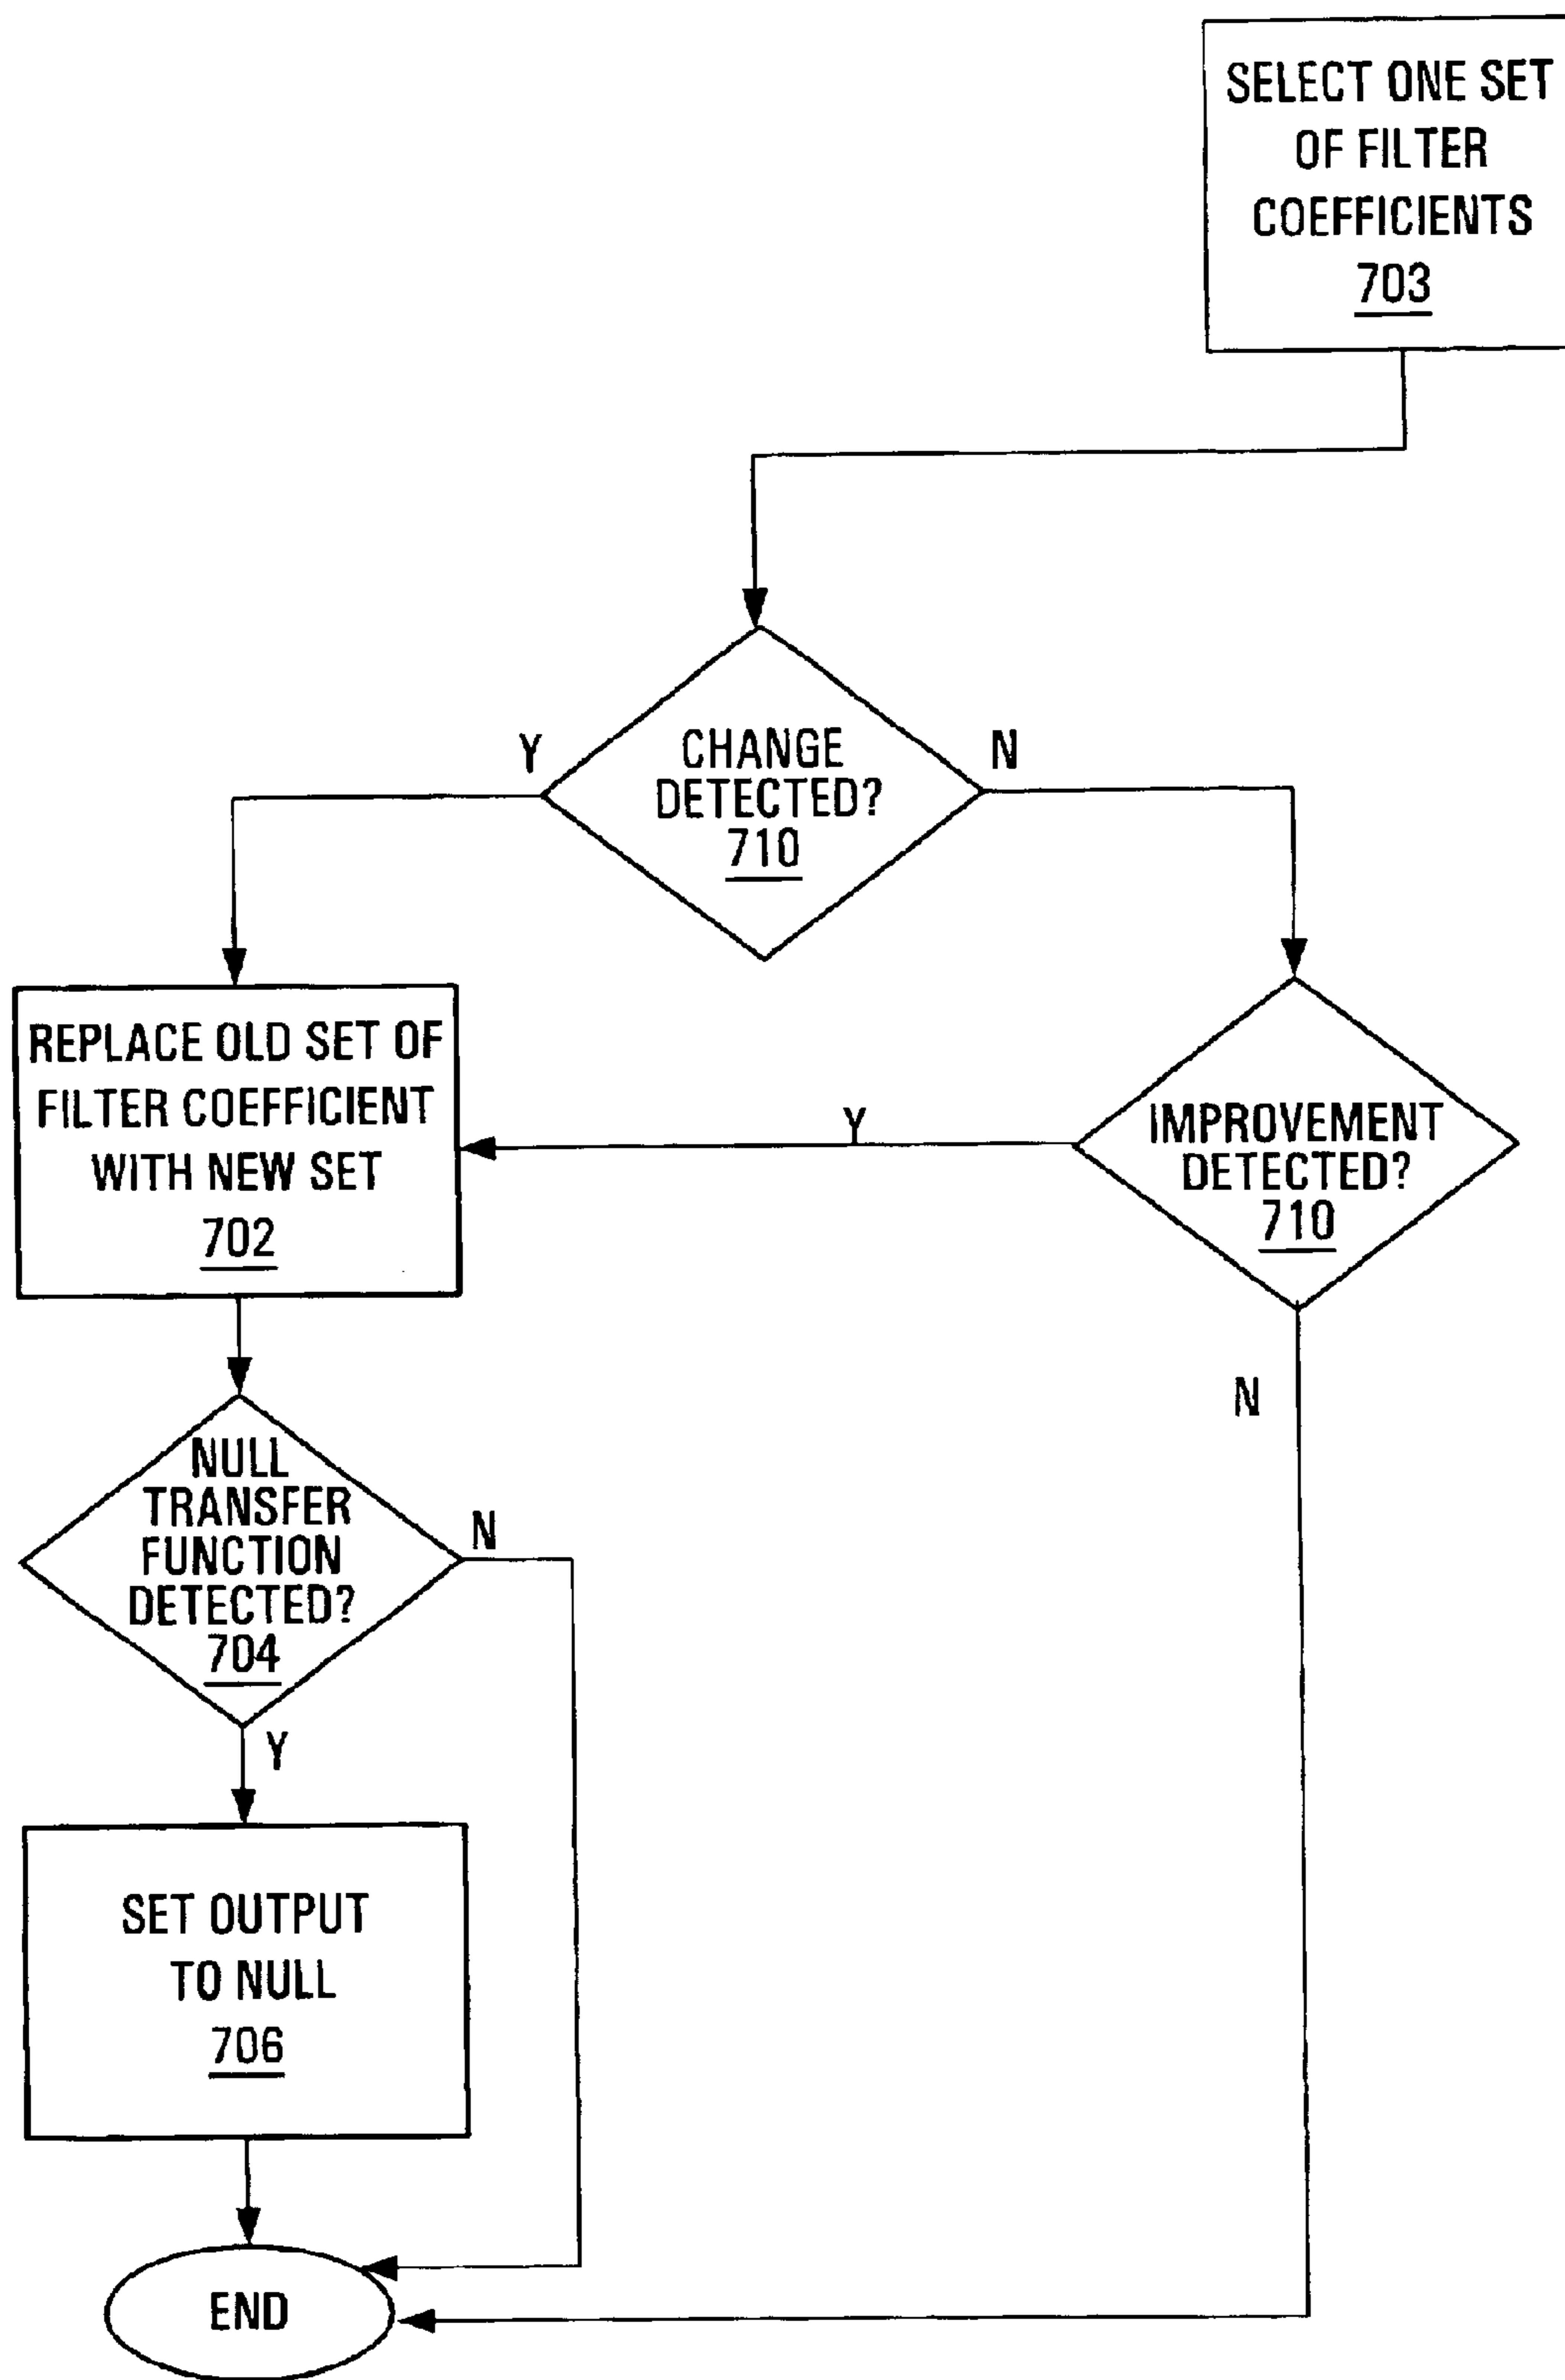 SELECT ONE SET
OF FILTER
COEFFICIENTS
703
Y
CHANGE
DETECTED?
710
N
REPLACE OLD SET OF
FILTER COEFFICIENT
WITH NEW SET
702
Y
IMPROVEMENT
DETECTED?
710
N
NULL
TRANSFER
FUNCTION
DETECTED?
704
N
Y
SET OUTPUT
TO NULL
706
END